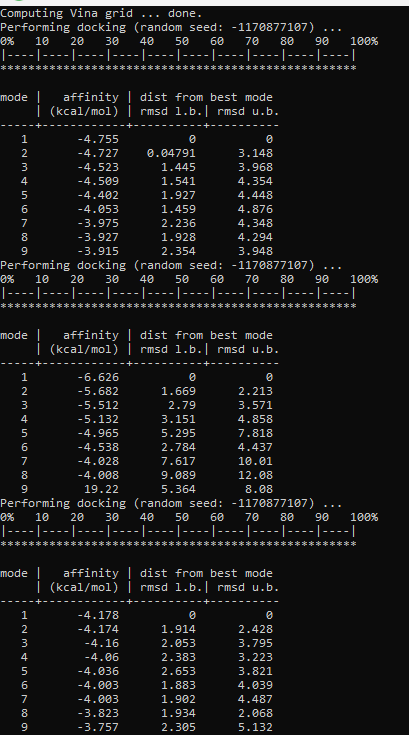 Computing Vina grid ... done.
Performing docking (random seed: -1170877107) ...
0%   10   20   30   40   50   60   70   80   90   100%
|----|----|----|----|----|----|----|----|----|----|
***************************************************

mode |   affinity | dist from best mode
     | (kcal/mol) | rmsd l.b.| rmsd u.b.
-----+------------+----------+----------
   1       -4.755          0          0
   2       -4.727    0.04791      3.148
   3       -4.523      1.445      3.968
   4       -4.509      1.541      4.354
   5       -4.402      1.927      4.448
   6       -4.053      1.459      4.876
   7       -3.975      2.236      4.348
   8       -3.927      1.928      4.294
   9       -3.915      2.354      3.948
Performing docking (random seed: -1170877107) ...
0%   10   20   30   40   50   60   70   80   90   100%
|----|----|----|----|----|----|----|----|----|----|
***************************************************

mode |   affinity | dist from best mode
     | (kcal/mol) | rmsd l.b.| rmsd u.b.
-----+------------+----------+----------
   1       -6.626          0          0
   2       -5.682      1.669      2.213
   3       -5.512       2.79      3.571
   4       -5.132      3.151      4.858
   5       -4.965      5.295      7.818
   6       -4.538      2.784      4.437
   7       -4.028      7.617      10.01
   8       -4.008      9.089      12.08
   9        19.22      5.364       8.08
Performing docking (random seed: -1170877107) ...
0%   10   20   30   40   50   60   70   80   90   100%
|----|----|----|----|----|----|----|----|----|----|
***************************************************

mode |   affinity | dist from best mode
     | (kcal/mol) | rmsd l.b.| rmsd u.b.
-----+------------+----------+----------
   1       -4.178          0          0
   2       -4.174      1.914      2.428
   3        -4.16      2.053      3.795
   4        -4.06      2.383      3.223
   5       -4.036      2.653      3.821
   6       -4.003      1.883      4.039
   7       -4.003      1.902      4.487
   8       -3.823      1.934      2.068
   9       -3.757      2.305      5.132